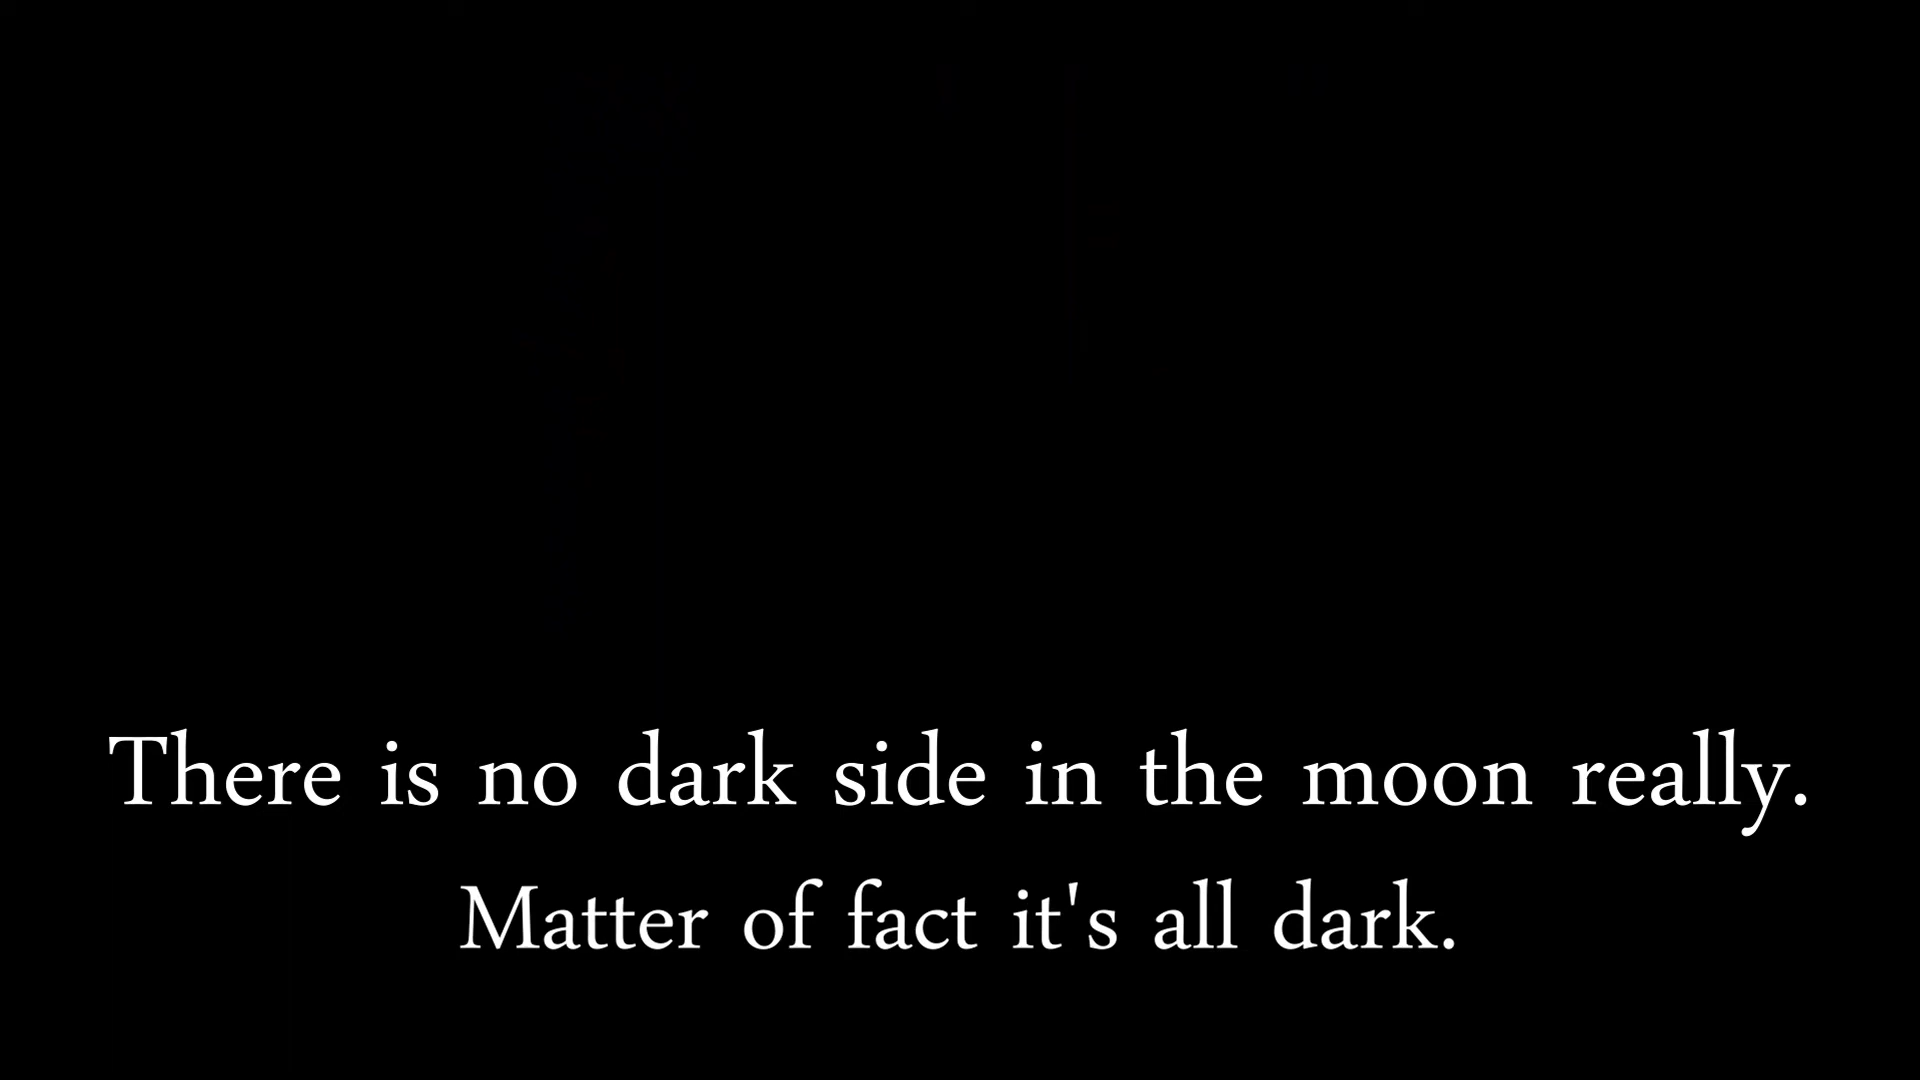 There is no dark side in the moon really.
Matter of fact it's all dark.